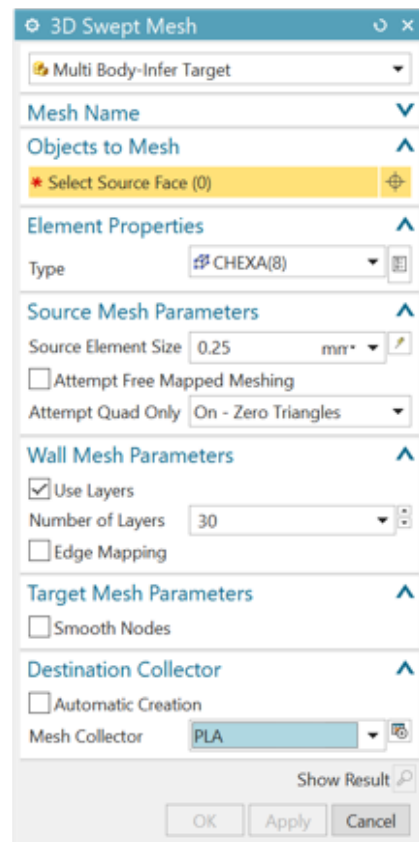 3D Swept Mesh
Multi Body-Infer Target
Mesh Name
Objects to Mesh
* Select Source Face (0)
Element Properties
Type CHEXA(8)
Source Mesh Parameters
Source Element Size 0.25 mm
Attempt Free Mapped Meshing
Attempt Quad Only On - Zero Triangles
Wall Mesh Parameters
Use Layers
Number of Layers 30
Edge Mapping
Target Mesh Parameters
Smooth Nodes
Destination Collector
Automatic Creation
Mesh Collector PLA
Show Result
OK Apply Cancel